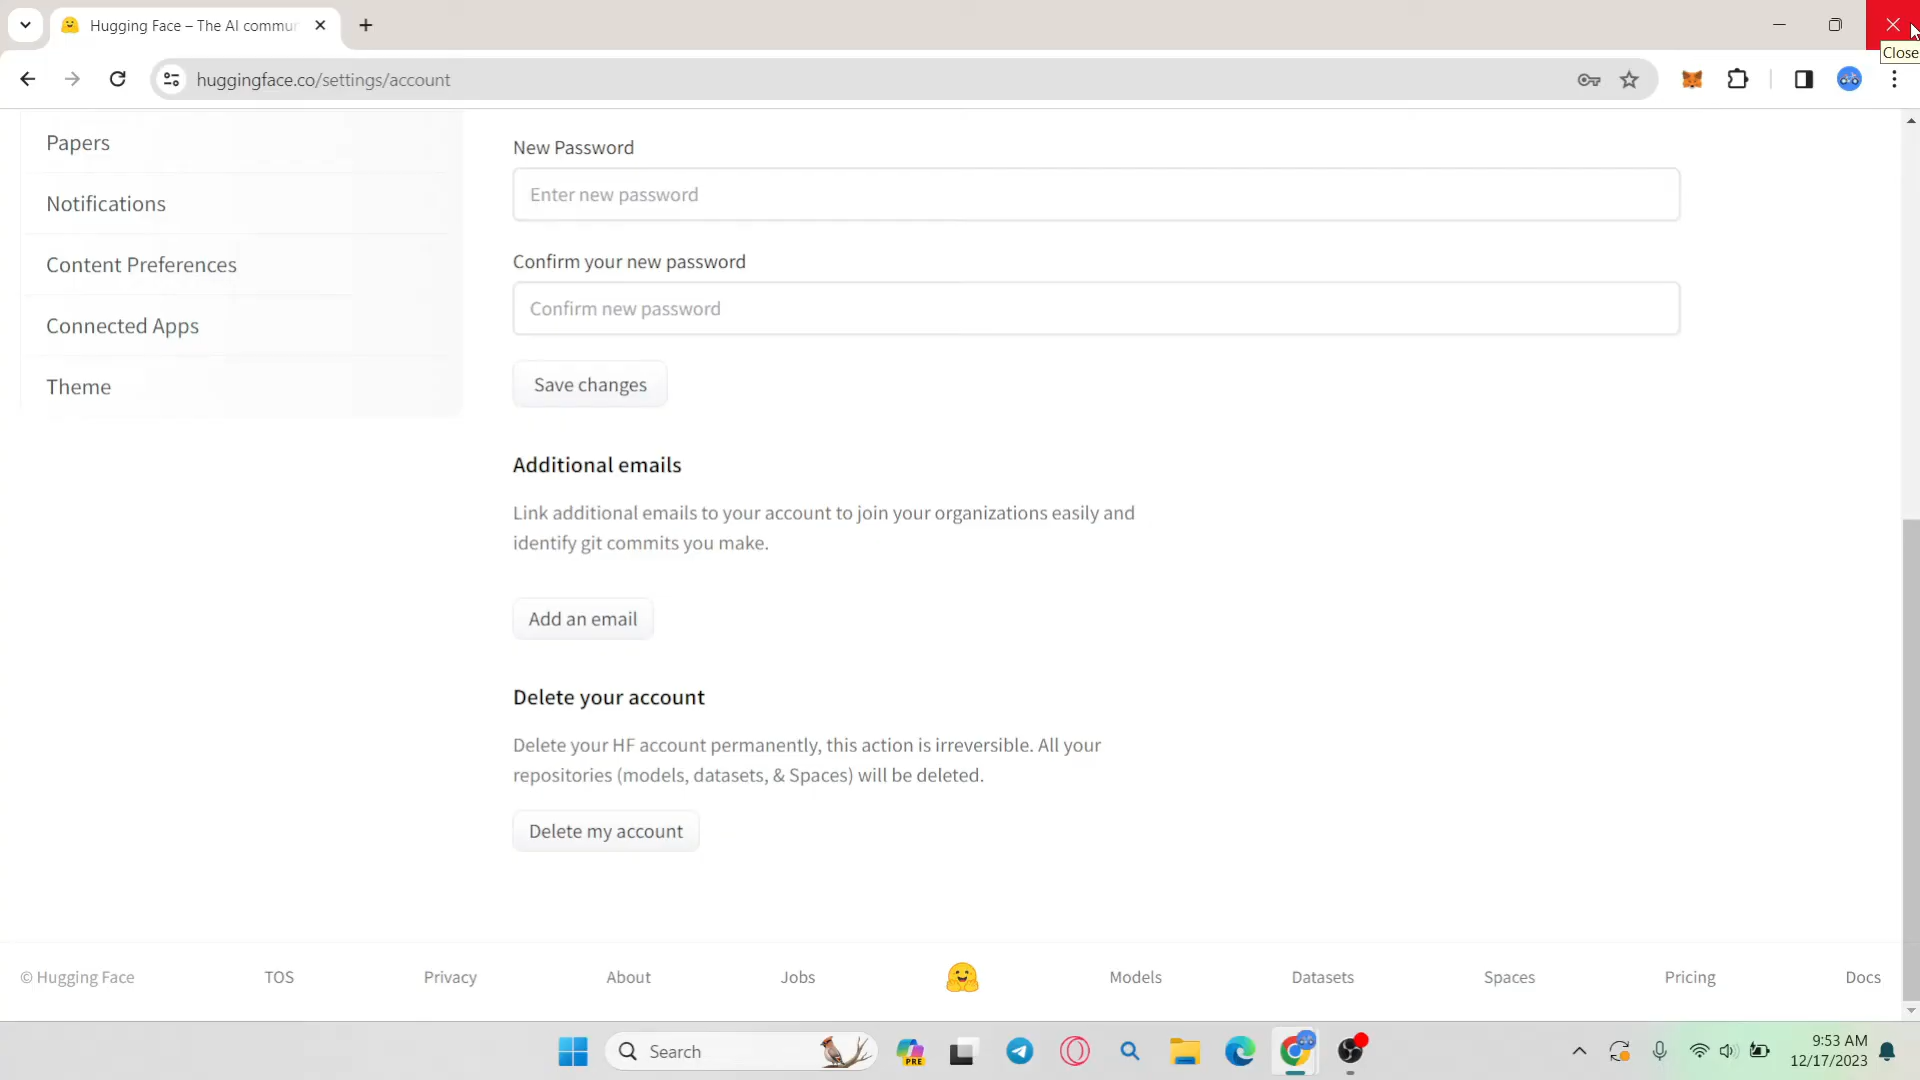 Hugging Face – The AI commun
Close
huggingface.co/settings/account
Papers
Notifications
Content Preferences
Connected Apps
Theme
New Password
Enter new password
Confirm your new password
Confirm new password
Save changes
Additional emails
Link additional emails to your account to join your organizations easily and
identify git commits you make.
Add an email
Delete your account
Delete your HF account permanently, this action is irreversible. All your
repositories (models, datasets, & Spaces) will be deleted.
Delete my account
© Hugging Face
TOS
Privacy
About
Jobs
Models
Datasets
Spaces
Pricing
Docs
Search
PRE
9:53 AM
12/17/2023